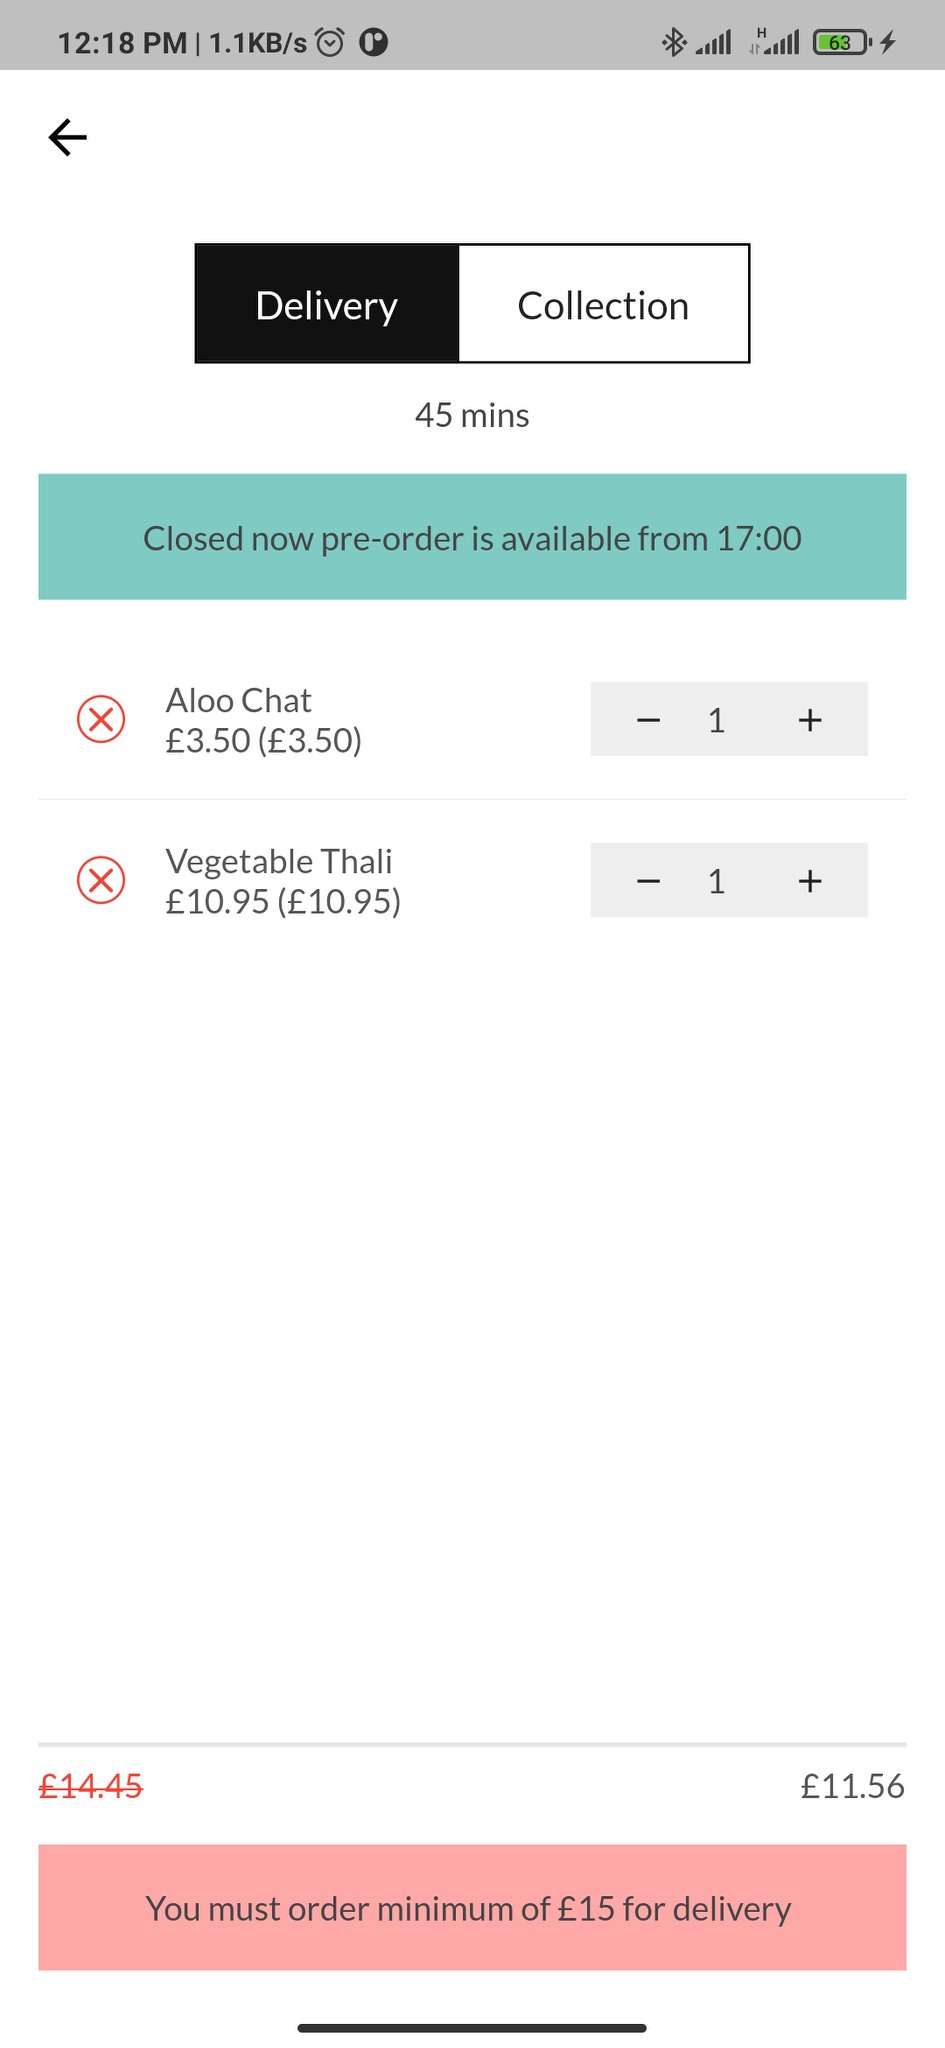 12:18 PM | 1.1KB/s
H
63
Delivery
Collection
45 mins
Closed now pre-order is available from 17:00
Aloo Chat
£3.50 (£3.50)
1
Vegetable Thali
£10.95 (£10.95)
1
£14.45
£11.56
You must order minimum of £15 for delivery